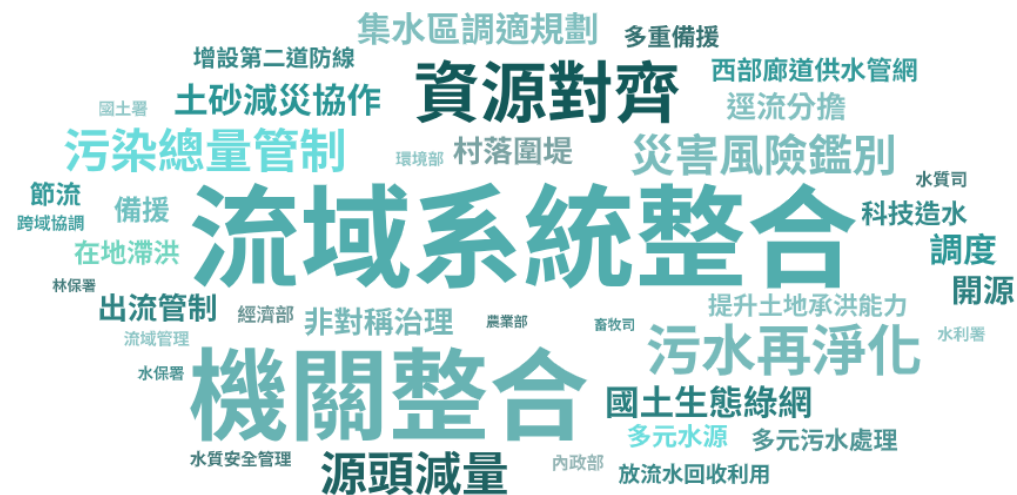 集水區調適規劃
多重備援
增設第二道防線
資源對齊
西部廊道供水管網
土砂減災協作
國土署
逕流分擔
污染總量管制
環境部
村落圍堤
災害風險鑑別
水質司
節流
備援
流域系統整合
科技造水
跨域協調
在地滯洪
調度
林保署
開源
出流管制
經濟部
非對稱治理
農業部
畜牧司
提升土地承洪能力
流域管理
水利署
水保署
機關整合
污水再淨化
國土生態綠網
多元水源
多元污水處理
水質安全管理
源頭減量
內政部
放流水回收利用